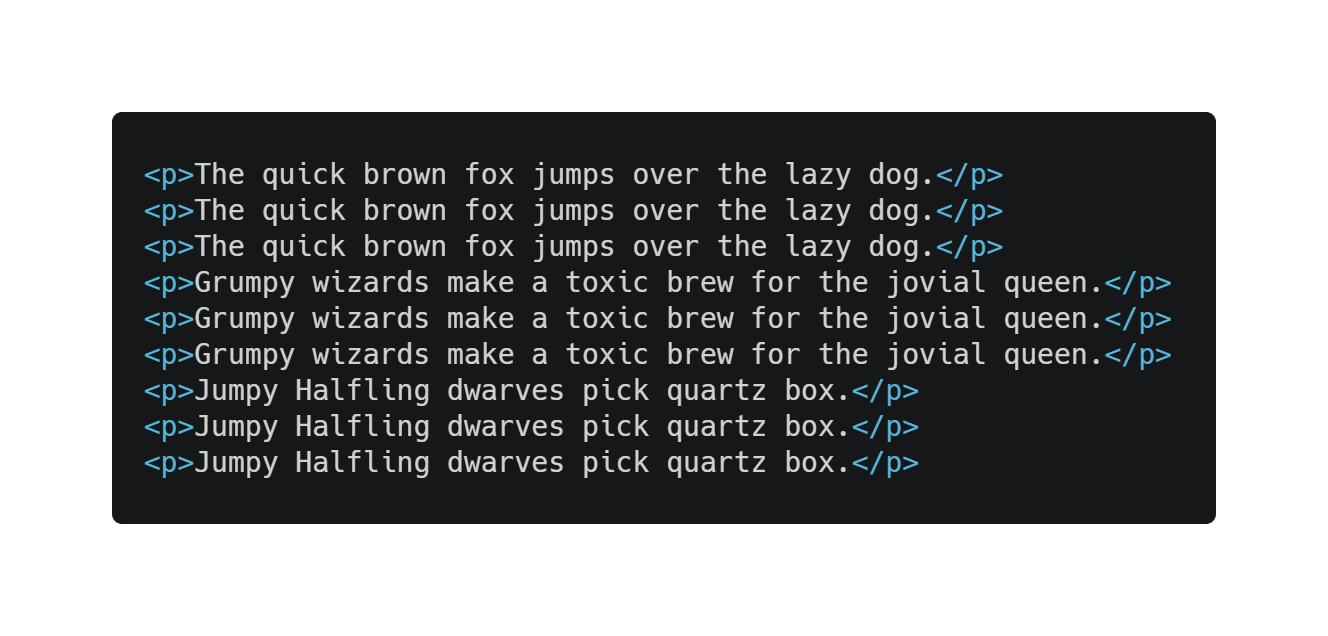 <p>The quick brown fox jumps over the lazy dog.</p>
<p>The quick brown fox jumps over the lazy dog.</p>
<p>The quick brown fox jumps over the lazy dog.</p>
<p>Grumpy wizards make a toxic brew for the jovial queen.</p>
<p>Grumpy wizards make a toxic brew for the jovial queen.</p>
<p>Grumpy wizards make a toxic brew for the jovial queen.</p>
<p>Jumpy Halfling dwarves pick quartz box.</p>
<p>Jumpy Halfling dwarves pick quartz box.</p>
<p>Jumpy Halfling dwarves pick quartz box.</p>